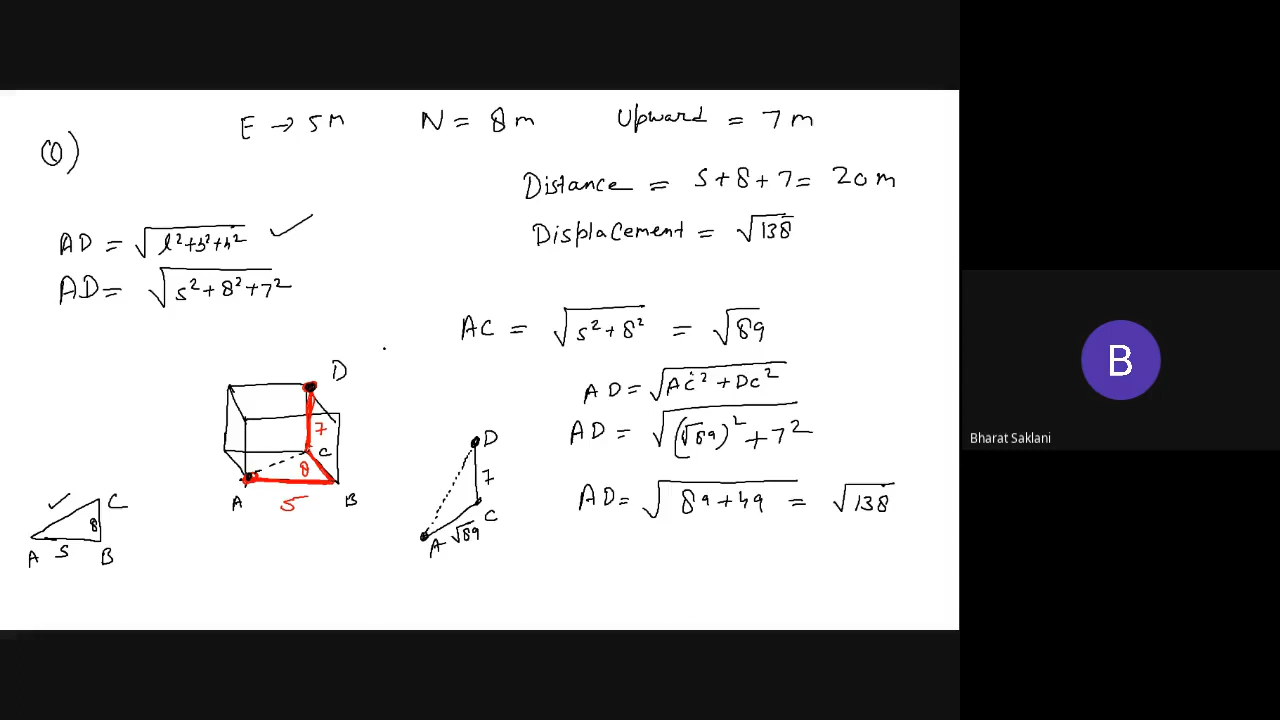 Q)
E → 5m N = 8m Upward = 7m
Distance = 5+8+7 = 20m
Displacement = √138
AD = √l²+b²+h²
AD = √5²+8²+7²
AC = √5²+8² = √89
AD = √AC²+DC²
AD = √(√89)²+7²
AD = √89+49 = √138
D
7
C
8
A
5
B
D
7
C
A √89
C
8
A 5 B
B
Bharat Saklani